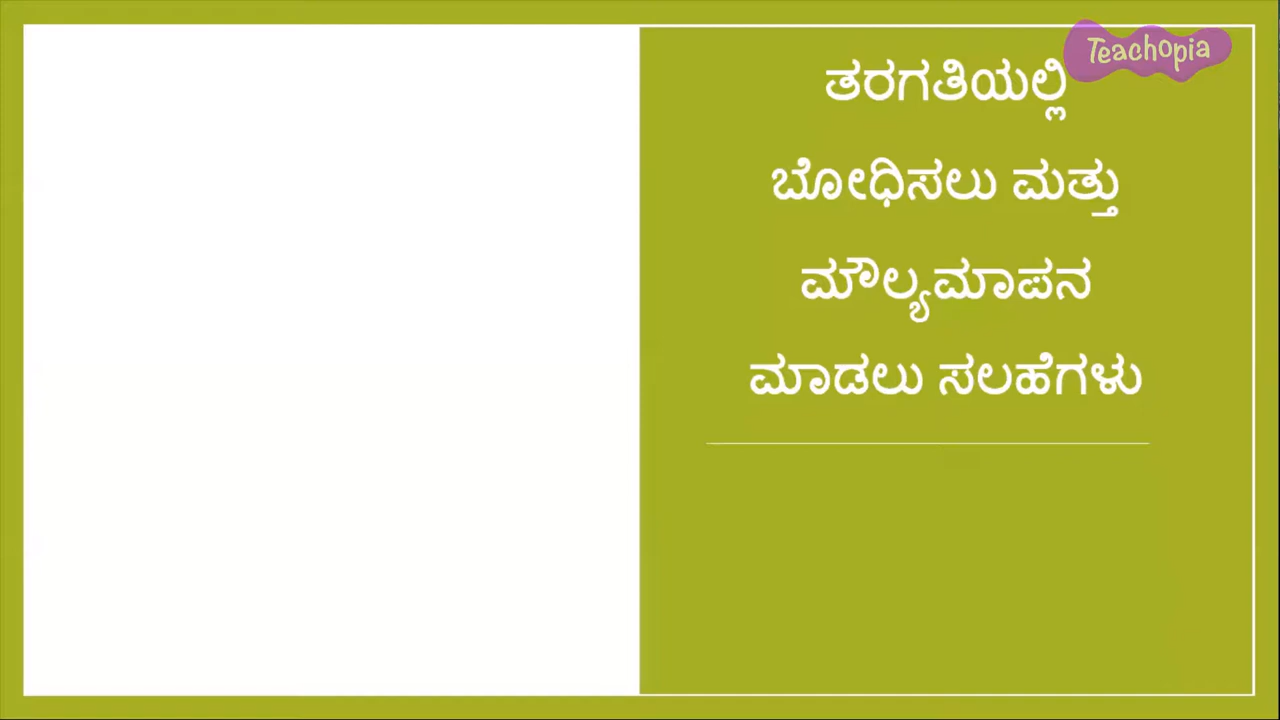 Teachopia
ತರಗತಿಯಲ್ಲಿ
ಬೋಧಿಸಲು ಮತ್ತು
ಮೌಲ್ಯಮಾಪನ
ಮಾಡಲು ಸಲಹೆಗಳು